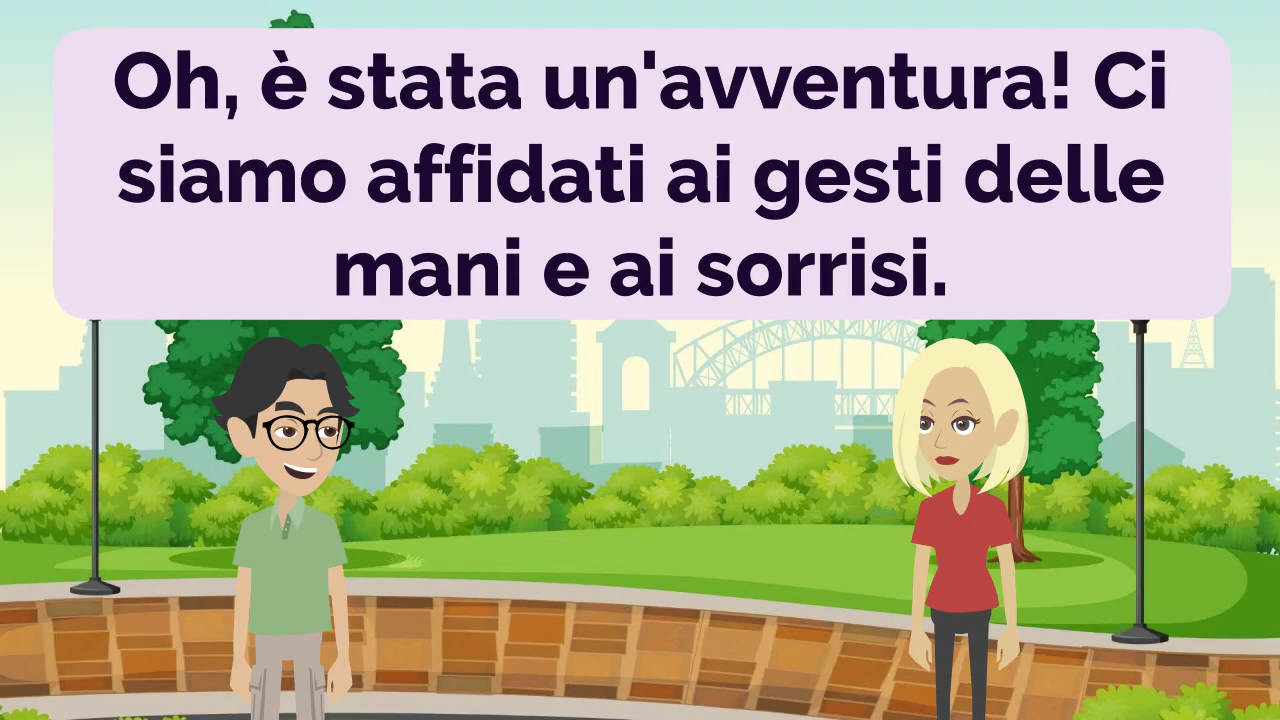 Oh, è stata un'avventura! Ci
siamo affidati ai gesti delle
mani e ai sorrisi.